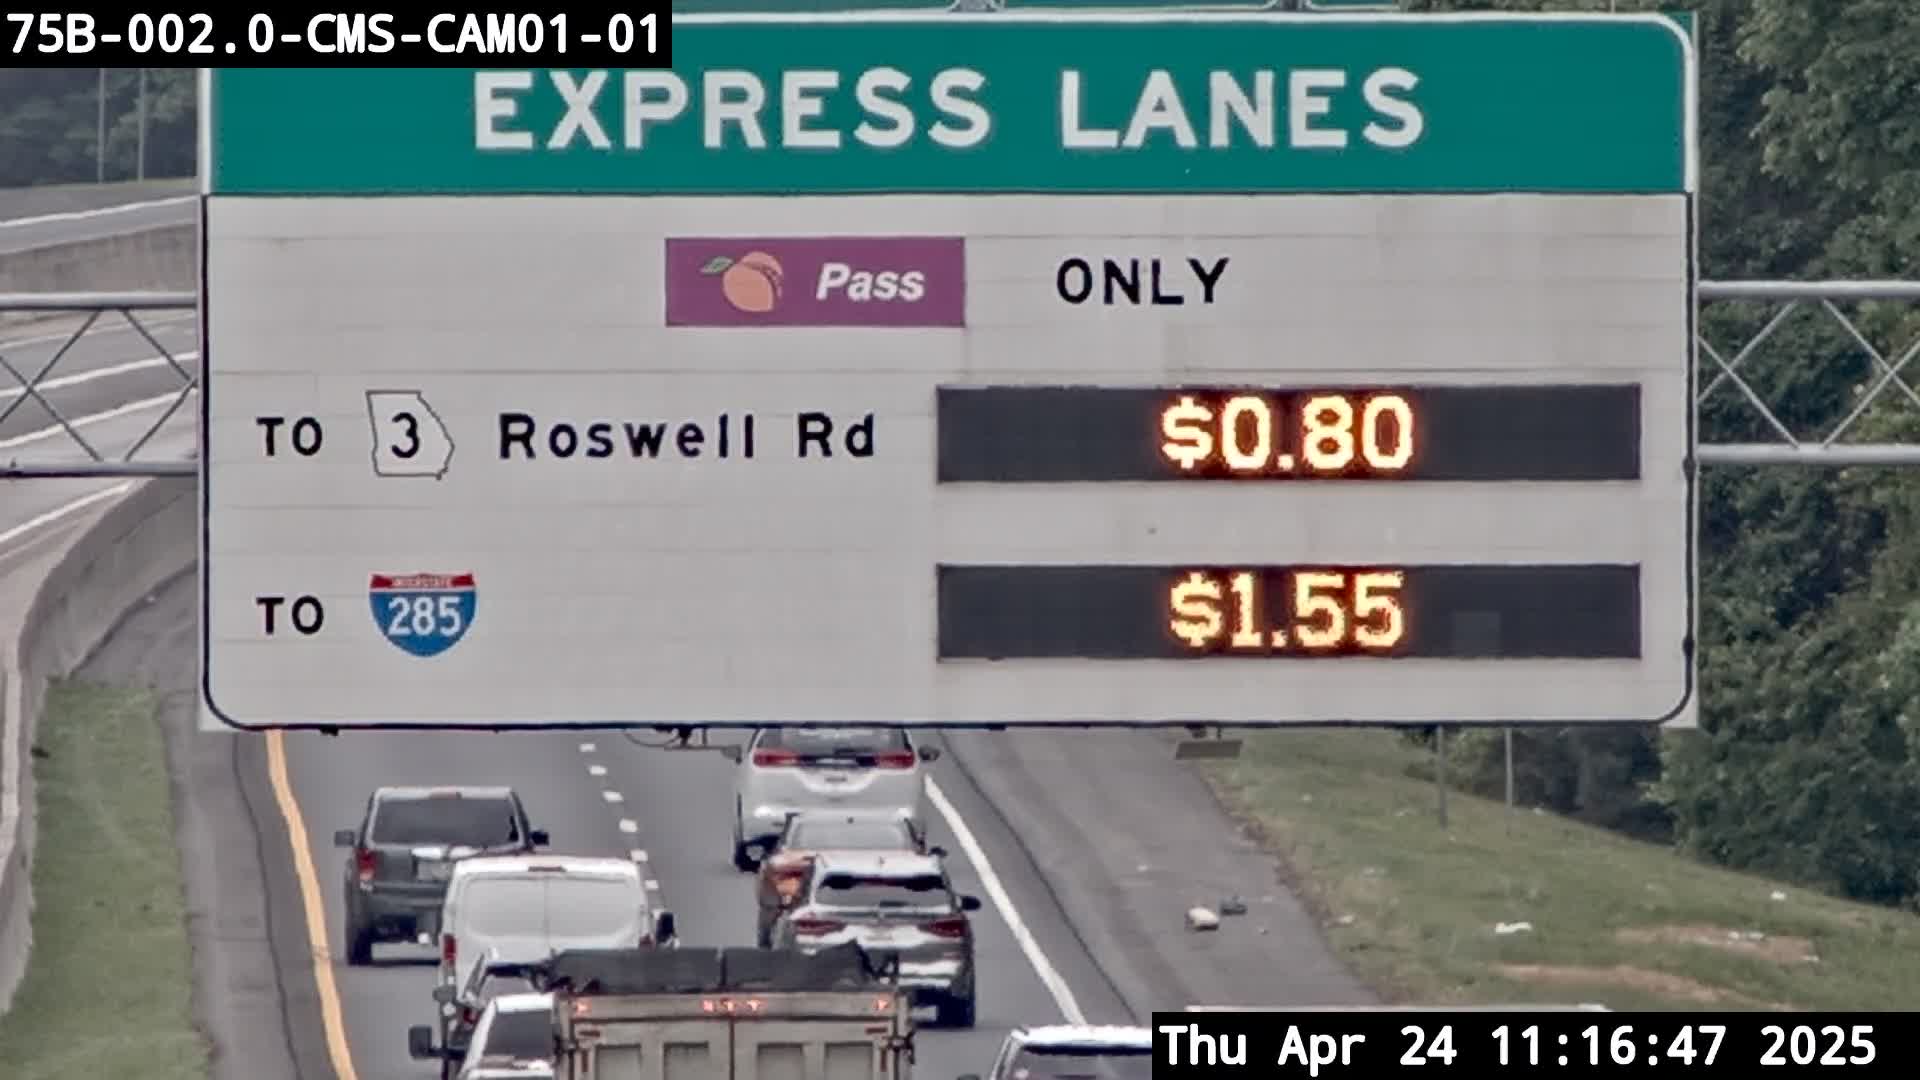 75B-002.0-CMS-CAM01-01
EXPRESS LANES
Pass ONLY
TO 3 Roswell Rd $0.80
TO INTERSTATE 285 $1.55
Thu Apr 24 11:16:47 2025